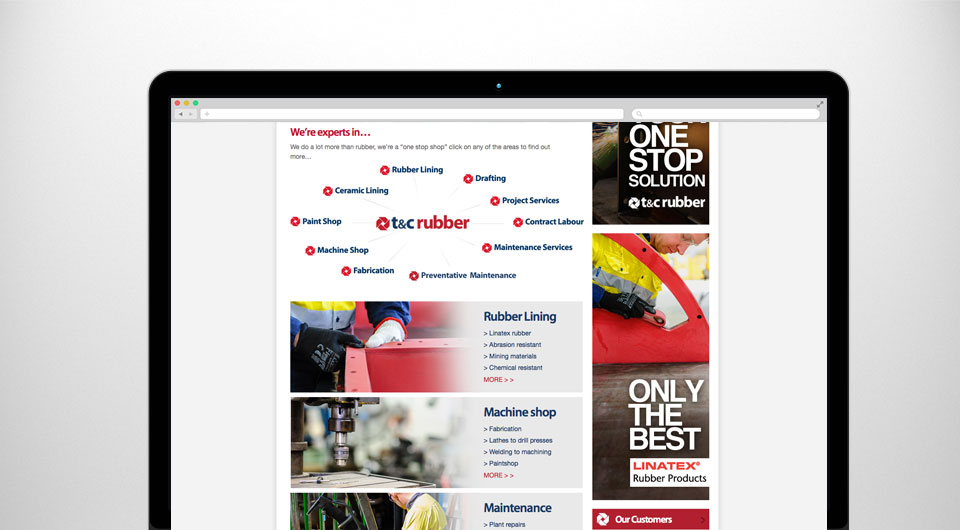 We're experts in...
We do a lot more than rubber, we're a "one stop shop" click on any of the areas to find out
more...
Rubber Lining
Drafting
Ceramic Lining
Project Services
Paint Shop
t&c rubber
Contract Labour
Machine Shop
Maintenance Services
Fabrication
Preventative Maintenance
Rubber Lining
> Linatex rubber
> Abrasion resistant
> Mining materials
> Chemical resistant
MORE > >
Machine shop
> Fabrication
> Lathes to drill presses
> Welding to machining
> Paintshop
MORE > >
Maintenance
> Plant repairs
ONE
STOP
SOLUTION
t&c rubber
ONLY
THE
BEST
LINATEX®
Rubber Products
Our Customers